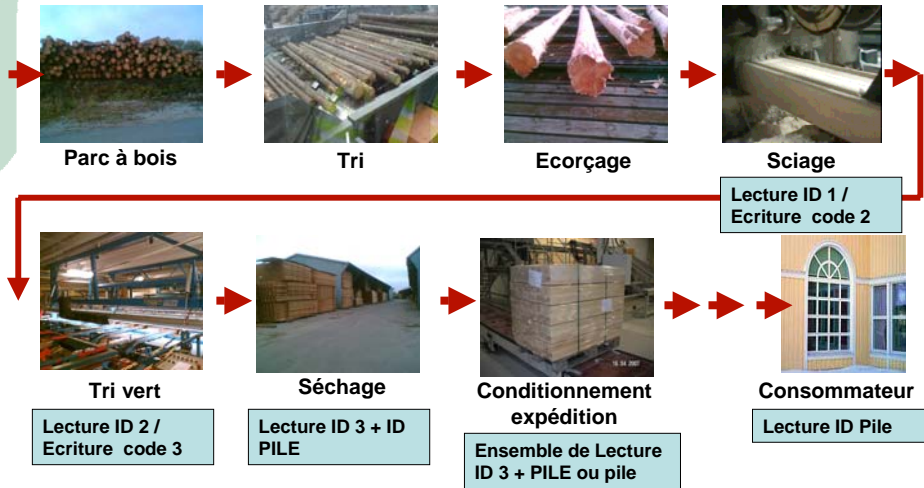 Parc à bois
Tri
Ecorçage
Sciage
Lecture ID 1 /
Ecriture code 2
Tri vert
Séchage
Conditionnement
expédition
Consommateur
Lecture ID 2 /
Ecriture code 3
Lecture ID 3 + ID
PILE
Ensemble de Lecture
ID 3 + PILE ou pile
Lecture ID Pile